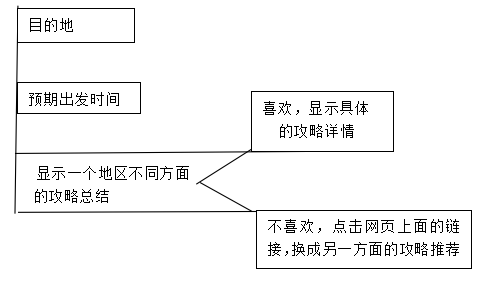 目的地
预期出发时间
喜欢，显示具体
的攻略详情
显示一个地区不同方面
的攻略总结
不喜欢，点击网页上面的链
接，换成另一方面的攻略推荐